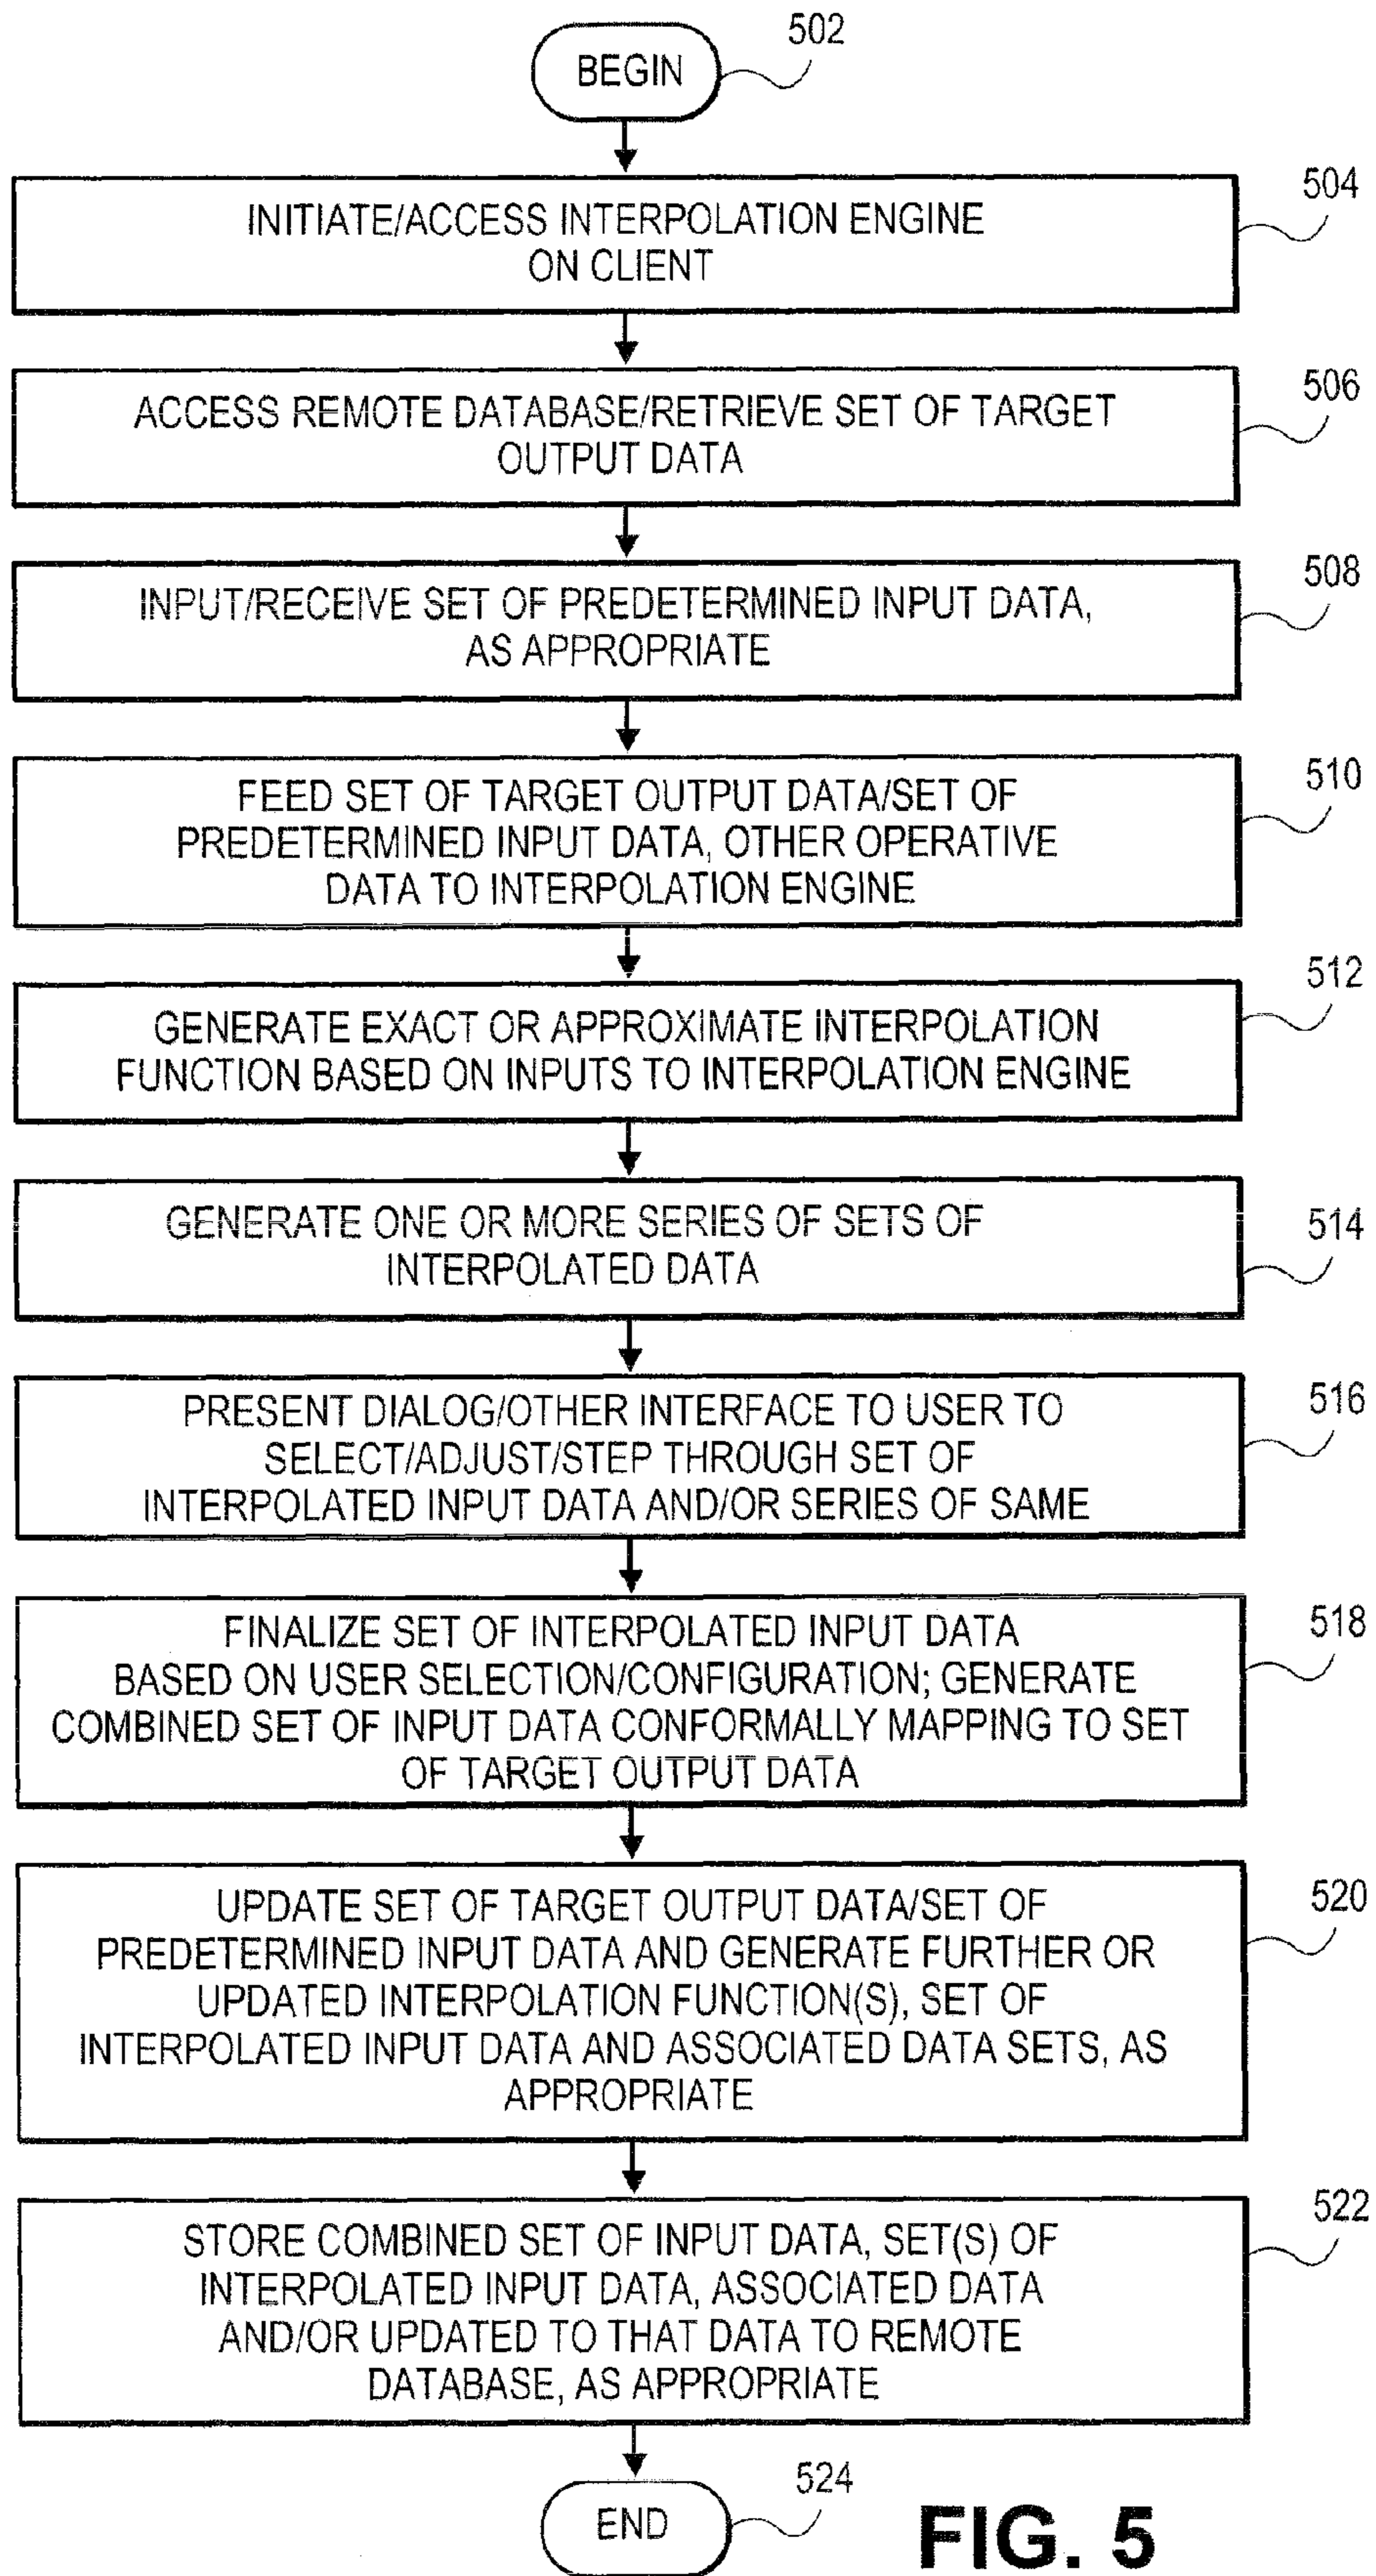 502
BEGIN
504
INITIATE/ACCESS INTERPOLATION ENGINE
ON CLIENT
506
ACCESS REMOTE DATABASE/RETRIEVE SET OF TARGET
OUTPUT DATA
508
INPUT/RECEIVE SET OF PREDETERMINED INPUT DATA,
AS APPROPRIATE
510
FEED SET OF TARGET OUTPUT DATA/SET OF
PREDETERMINED INPUT DATA, OTHER OPERATIVE
DATA TO INTERPOLATION ENGINE
512
GENERATE EXACT OR APPROXIMATE INTERPOLATION
FUNCTION BASED ON INPUTS TO INTERPOLATION ENGINE
514
GENERATE ONE OR MORE SERIES OF SETS OF
INTERPOLATED DATA
516
PRESENT DIALOG/OTHER INTERFACE TO USER TO
SELECT/ADJUST/STEP THROUGH SET OF
INTERPOLATED INPUT DATA AND/OR SERIES OF SAME
518
FINALIZE SET OF INTERPOLATED INPUT DATA
BASED ON USER SELECTION/CONFIGURATION; GENERATE
COMBINED SET OF INPUT DATA CONFORMALLY MAPPING TO SET
OF TARGET OUTPUT DATA
520
UPDATE SET OF TARGET OUTPUT DATA/SET OF
PREDETERMINED INPUT DATA AND GENERATE FURTHER OR
UPDATED INTERPOLATION FUNCTION(S), SET OF
INTERPOLATED INPUT DATA AND ASSOCIATED DATA SETS, AS
APPROPRIATE
522
STORE COMBINED SET OF INPUT DATA, SET(S) OF
INTERPOLATED INPUT DATA, ASSOCIATED DATA
AND/OR UPDATED TO THAT DATA TO REMOTE
DATABASE, AS APPROPRIATE
524
END
FIG. 5